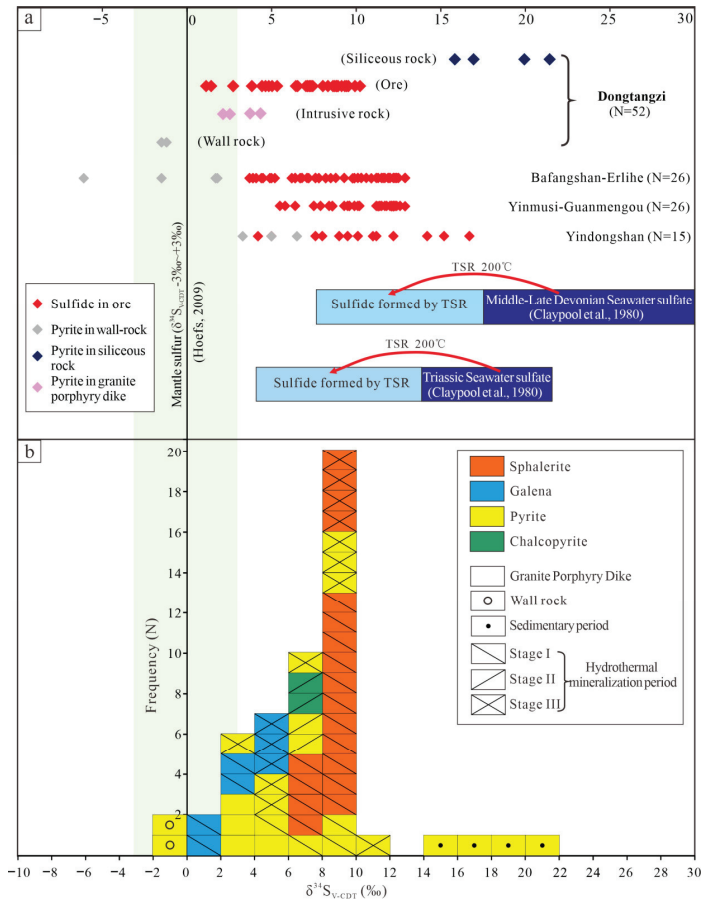 a
−5
0
5
10
15
20
25
30
(Siliceous rock)
(Ore)
Dongtangzi
(N=52)
(Intrusive rock)
(Wall rock)
Bafangshan-Erlihe (N=26)
Yinmusi-Guanmengou (N=26)
Yindongshan (N=15)
TSR 200℃
Sulfide formed by TSR
Middle-Late Devonian Seawater sulfate
(Claypool et al., 1980)
TSR 200℃
Sulfide formed by TSR
Triassic Seawater sulfate
(Claypool et al., 1980)
Sulfide in ore
Pyrite in wall-rock
Pyrite in siliceous
rock
Pyrite in granite
porphyry dike
Mantle sulfur (δ³⁴S V-CDT -3‰~+3‰)
(Hoefs, 2009)
b
20
18
16
14
12
10
8
6
4
2
Frequency (N)
Sphalerite
Galena
Pyrite
Chalcopyrite
Granite Porphyry Dike
Wall rock
Sedimentary period
Stage I
Stage II
Stage III
Hydrothermal
mineralization period
−10
−8
−6
−4
−2
0
2
4
6
8
10
12
14
16
18
20
22
24
26
28
30
δ³⁴S V-CDT (‰)